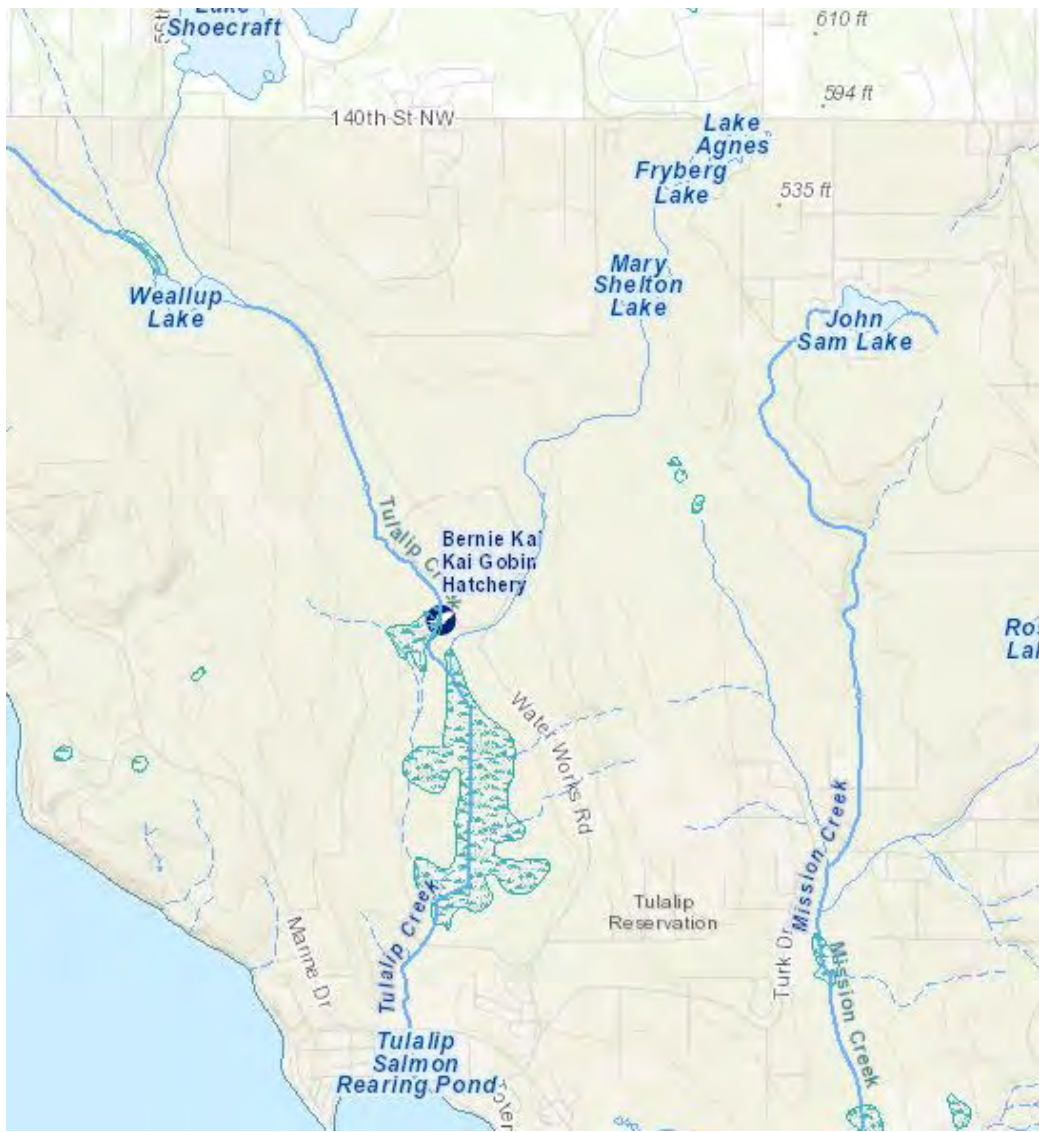 Lake
Shoecraft
56th
610 ft
594 ft
140th St NW
Lake
Agnes
Fryberg
Lake
535 ft
Mary
Shelton
Lake
Weallup
Lake
John
Sam Lake
Tulalip Creek
Bernie Kai
Kai Gobin
Hatchery
Water Works Rd
Mission Creek
Tulalip
Reservation
Tulalip Creek
Marine Dr
Turk Dr
Mission Creek
Tulalip
Salmon
Rearing Pond